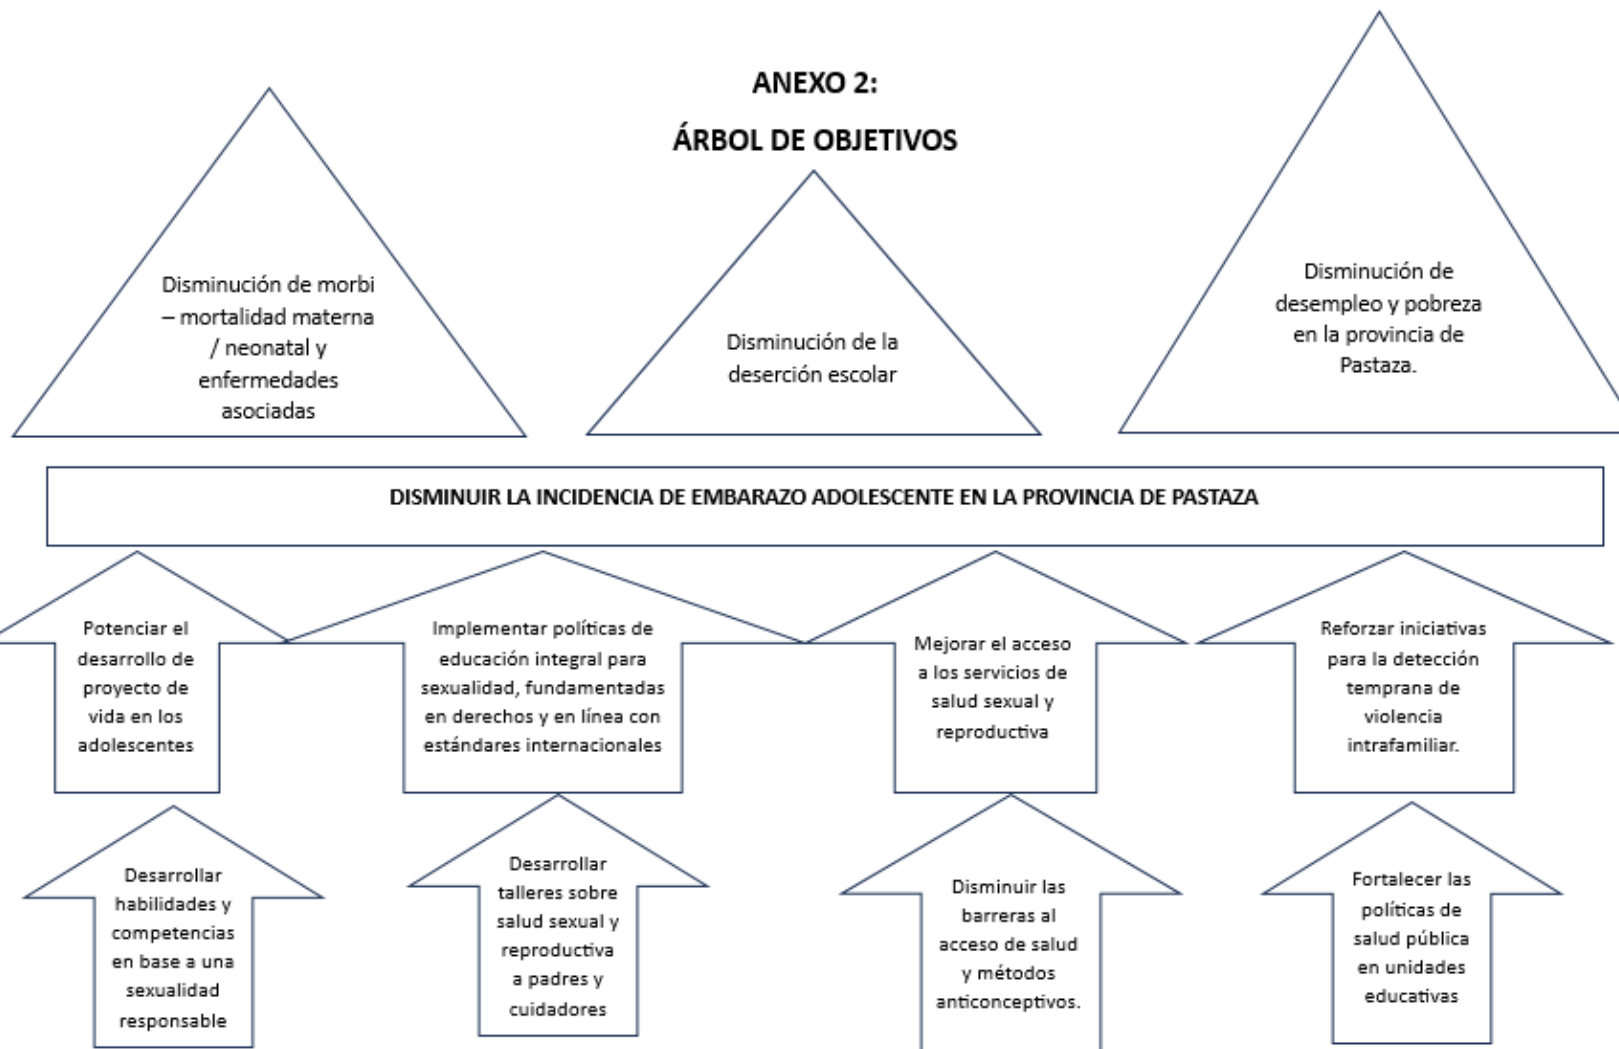 ANEXO 2:
ÁRBOL DE OBJETIVOS
Disminución de morbi
– mortalidad materna
/ neonatal y
enfermedades
asociadas
Disminución de la
deserción escolar
Disminución de
desempleo y pobreza
en la provincia de
Pastaza.
DISMINUIR LA INCIDENCIA DE EMBARAZO ADOLESCENTE EN LA PROVINCIA DE PASTAZA
Potenciar el
desarrollo de
proyecto de
vida en los
adolescentes
Implementar políticas de
educación integral para
sexualidad, fundamentadas
en derechos y en línea con
estándares internacionales
Mejorar el acceso
a los servicios de
salud sexual y
reproductiva
Reforzar iniciativas
para la detección
temprana de
violencia
intrafamiliar.
Desarrollar
habilidades y
competencias
en base a una
sexualidad
responsable
Desarrollar
talleres sobre
salud sexual y
reproductiva
a padres y
cuidadores
Disminuir las
barreras al
acceso de salud
y métodos
anticonceptivos.
Fortalecer las
políticas de
salud pública
en unidades
educativas